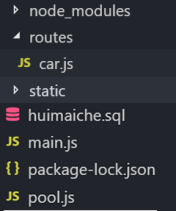 node_modules
routes
JS car.js
static
huimaiche.sql
JS main.js
{} package-lock.json
JS pool.js